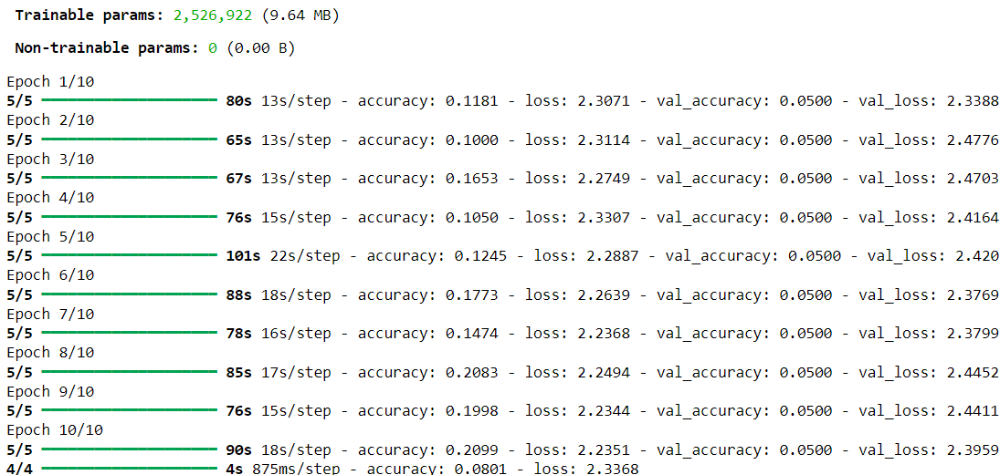 Trainable params: 2,526,922 (9.64 MB)
Non-trainable params: 0 (0.00 B)
Epoch 1/10
5/5 ━━━━━━━━━━━━━━━━━━━━ 80s 13s/step - accuracy: 0.1181 - loss: 2.3071 - val_accuracy: 0.0500 - val_loss: 2.3388
Epoch 2/10
5/5 ━━━━━━━━━━━━━━━━━━━━ 65s 13s/step - accuracy: 0.1000 - loss: 2.3114 - val_accuracy: 0.0500 - val_loss: 2.4776
Epoch 3/10
5/5 ━━━━━━━━━━━━━━━━━━━━ 67s 13s/step - accuracy: 0.1653 - loss: 2.2749 - val_accuracy: 0.0500 - val_loss: 2.4703
Epoch 4/10
5/5 ━━━━━━━━━━━━━━━━━━━━ 76s 15s/step - accuracy: 0.1050 - loss: 2.3307 - val_accuracy: 0.0500 - val_loss: 2.4164
Epoch 5/10
5/5 ━━━━━━━━━━━━━━━━━━━━ 101s 22s/step - accuracy: 0.1245 - loss: 2.2887 - val_accuracy: 0.0500 - val_loss: 2.420
Epoch 6/10
5/5 ━━━━━━━━━━━━━━━━━━━━ 88s 18s/step - accuracy: 0.1773 - loss: 2.2639 - val_accuracy: 0.0500 - val_loss: 2.3769
Epoch 7/10
5/5 ━━━━━━━━━━━━━━━━━━━━ 78s 16s/step - accuracy: 0.1474 - loss: 2.2368 - val_accuracy: 0.0500 - val_loss: 2.3799
Epoch 8/10
5/5 ━━━━━━━━━━━━━━━━━━━━ 85s 17s/step - accuracy: 0.2083 - loss: 2.2494 - val_accuracy: 0.0500 - val_loss: 2.4452
Epoch 9/10
5/5 ━━━━━━━━━━━━━━━━━━━━ 76s 15s/step - accuracy: 0.1998 - loss: 2.2344 - val_accuracy: 0.0500 - val_loss: 2.4411
Epoch 10/10
5/5 ━━━━━━━━━━━━━━━━━━━━ 90s 18s/step - accuracy: 0.2099 - loss: 2.2351 - val_accuracy: 0.0500 - val_loss: 2.3959
4/4 ━━━━━━━━━━━━━━━━━━━━ 4s 875ms/step - accuracy: 0.0801 - loss: 2.3368